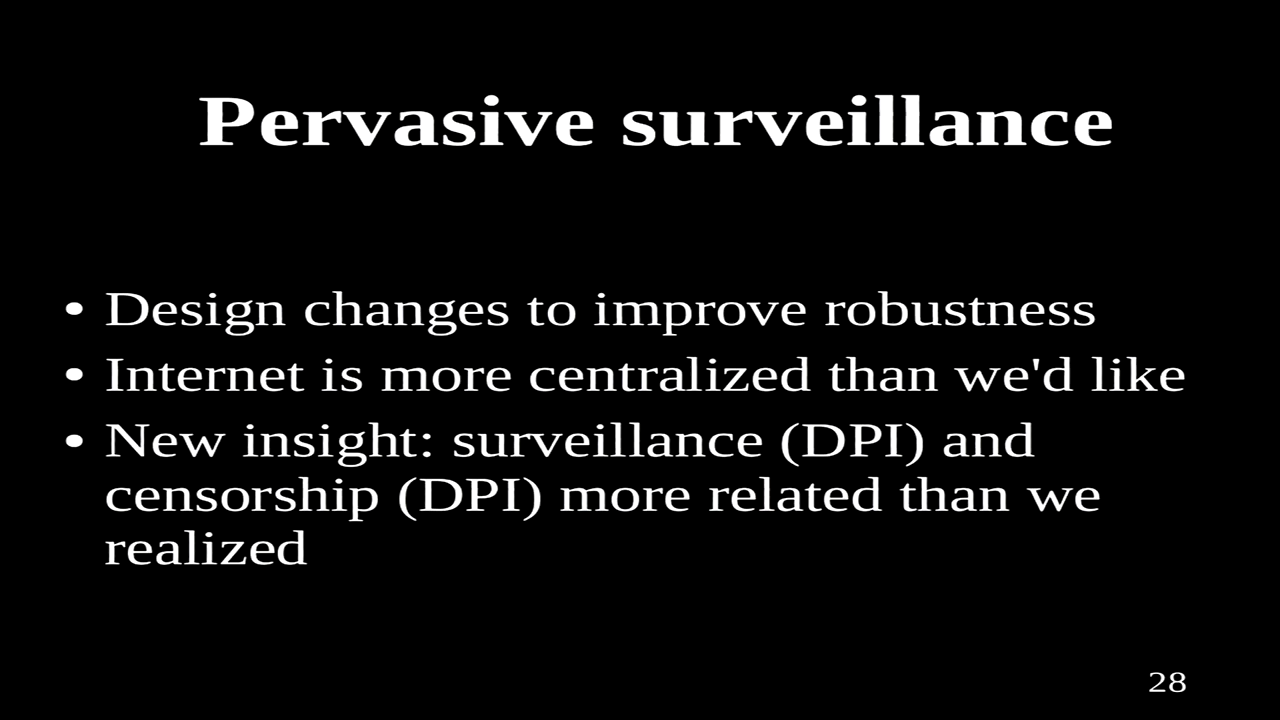 Pervasive surveillance
• Design changes to improve robustness
• Internet is more centralized than we'd like
• New insight: surveillance (DPI) and
censorship (DPI) more related than we
realized
28